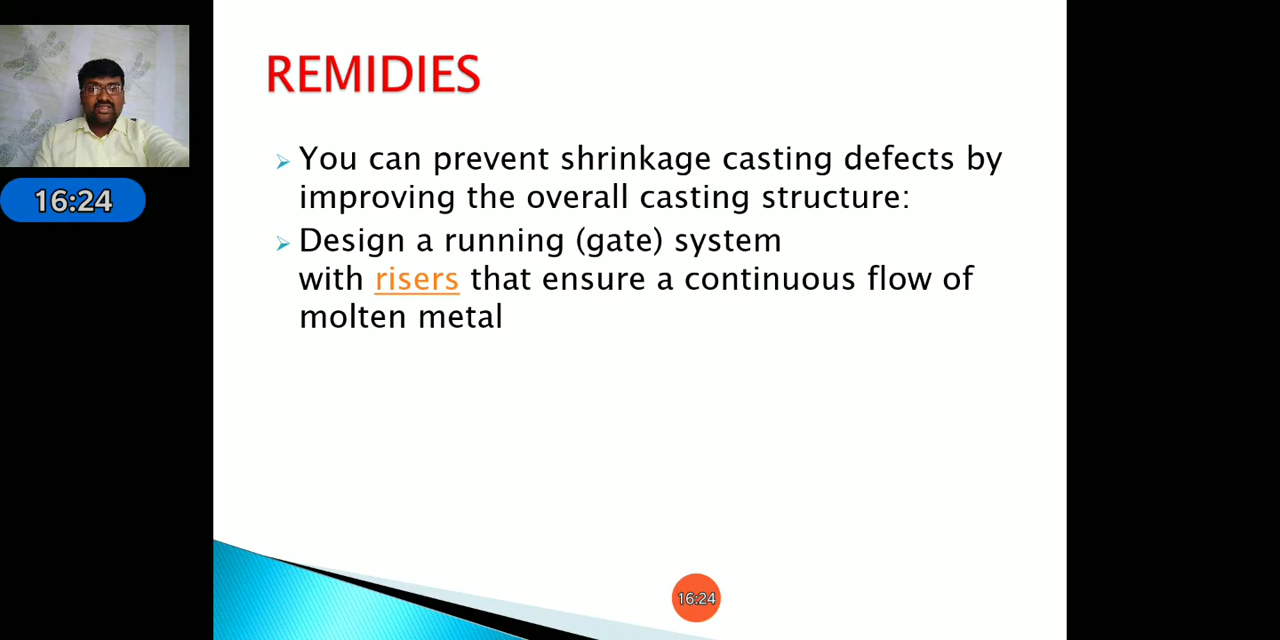 REMIDIES
16:24
You can prevent shrinkage casting defects by
improving the overall casting structure:
Design a running (gate) system
with risers that ensure a continuous flow of
molten metal
16:24